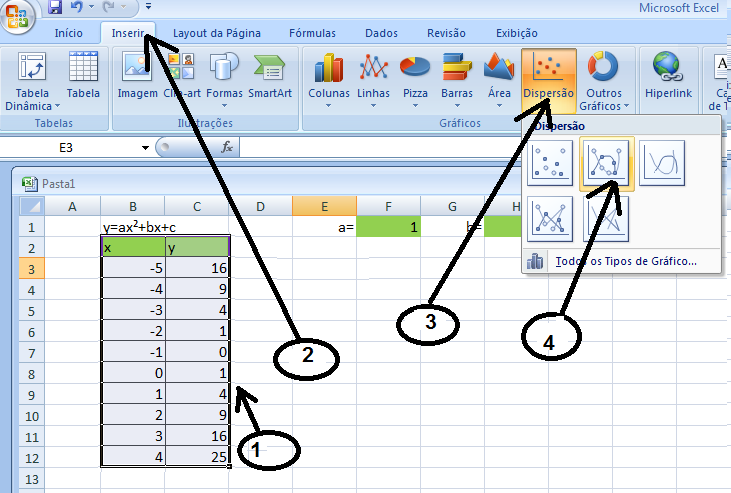 Microsoft Excel
Início Inserir Layout da Página Fórmulas Dados Revisão Exibição
Tabela Dinâmica Tabela Imagem Clip-art Formas SmartArt Colunas Linhas Pizza Barras Área Dispersão Outros Gráficos Hiperlink
Tabelas Ilustrações Gráficos
Dispersão
E3 fx
Pasta1
A B C D E F G
1 y=ax²+bx+c a= 1
2 x y
3 -5 16
4 -4 9
5 -3 4
6 -2 1
7 -1 0
8 0 1
9 1 4
10 2 9
11 3 16
12 4 25
13
Todos os Tipos de Gráfico...
1
2
3
4